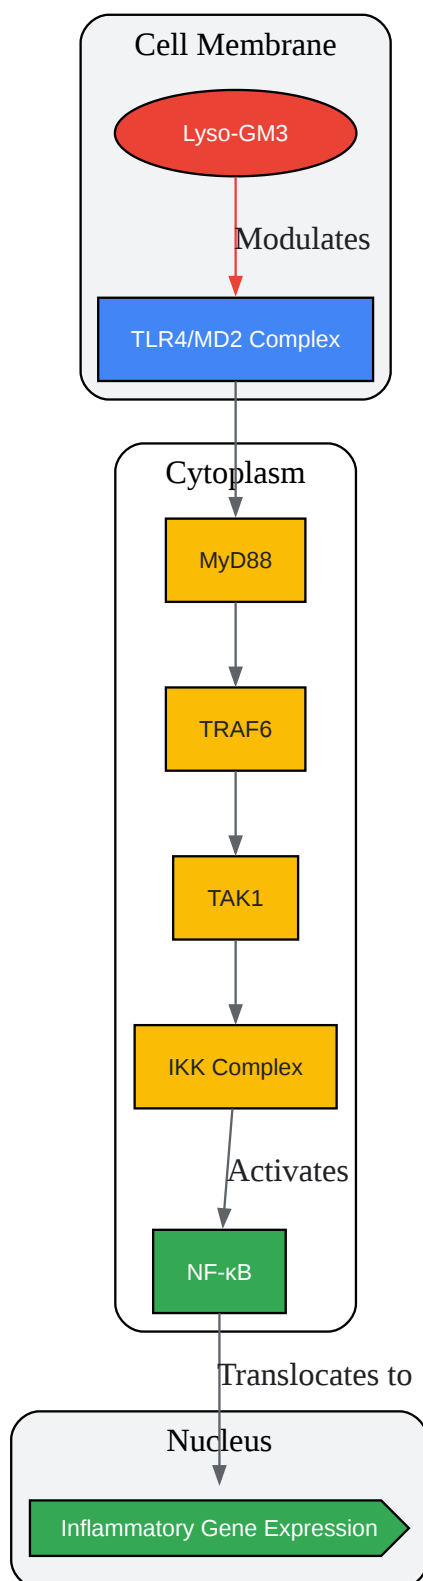 Cell Membrane
Lyso-GM3
Modulates
TLR4/MD2 Complex
Cytoplasm
MyD88
TRAF6
TAK1
IKK Complex
Activates
NF-κB
Translocates to
Nucleus
Inflammatory Gene Expression